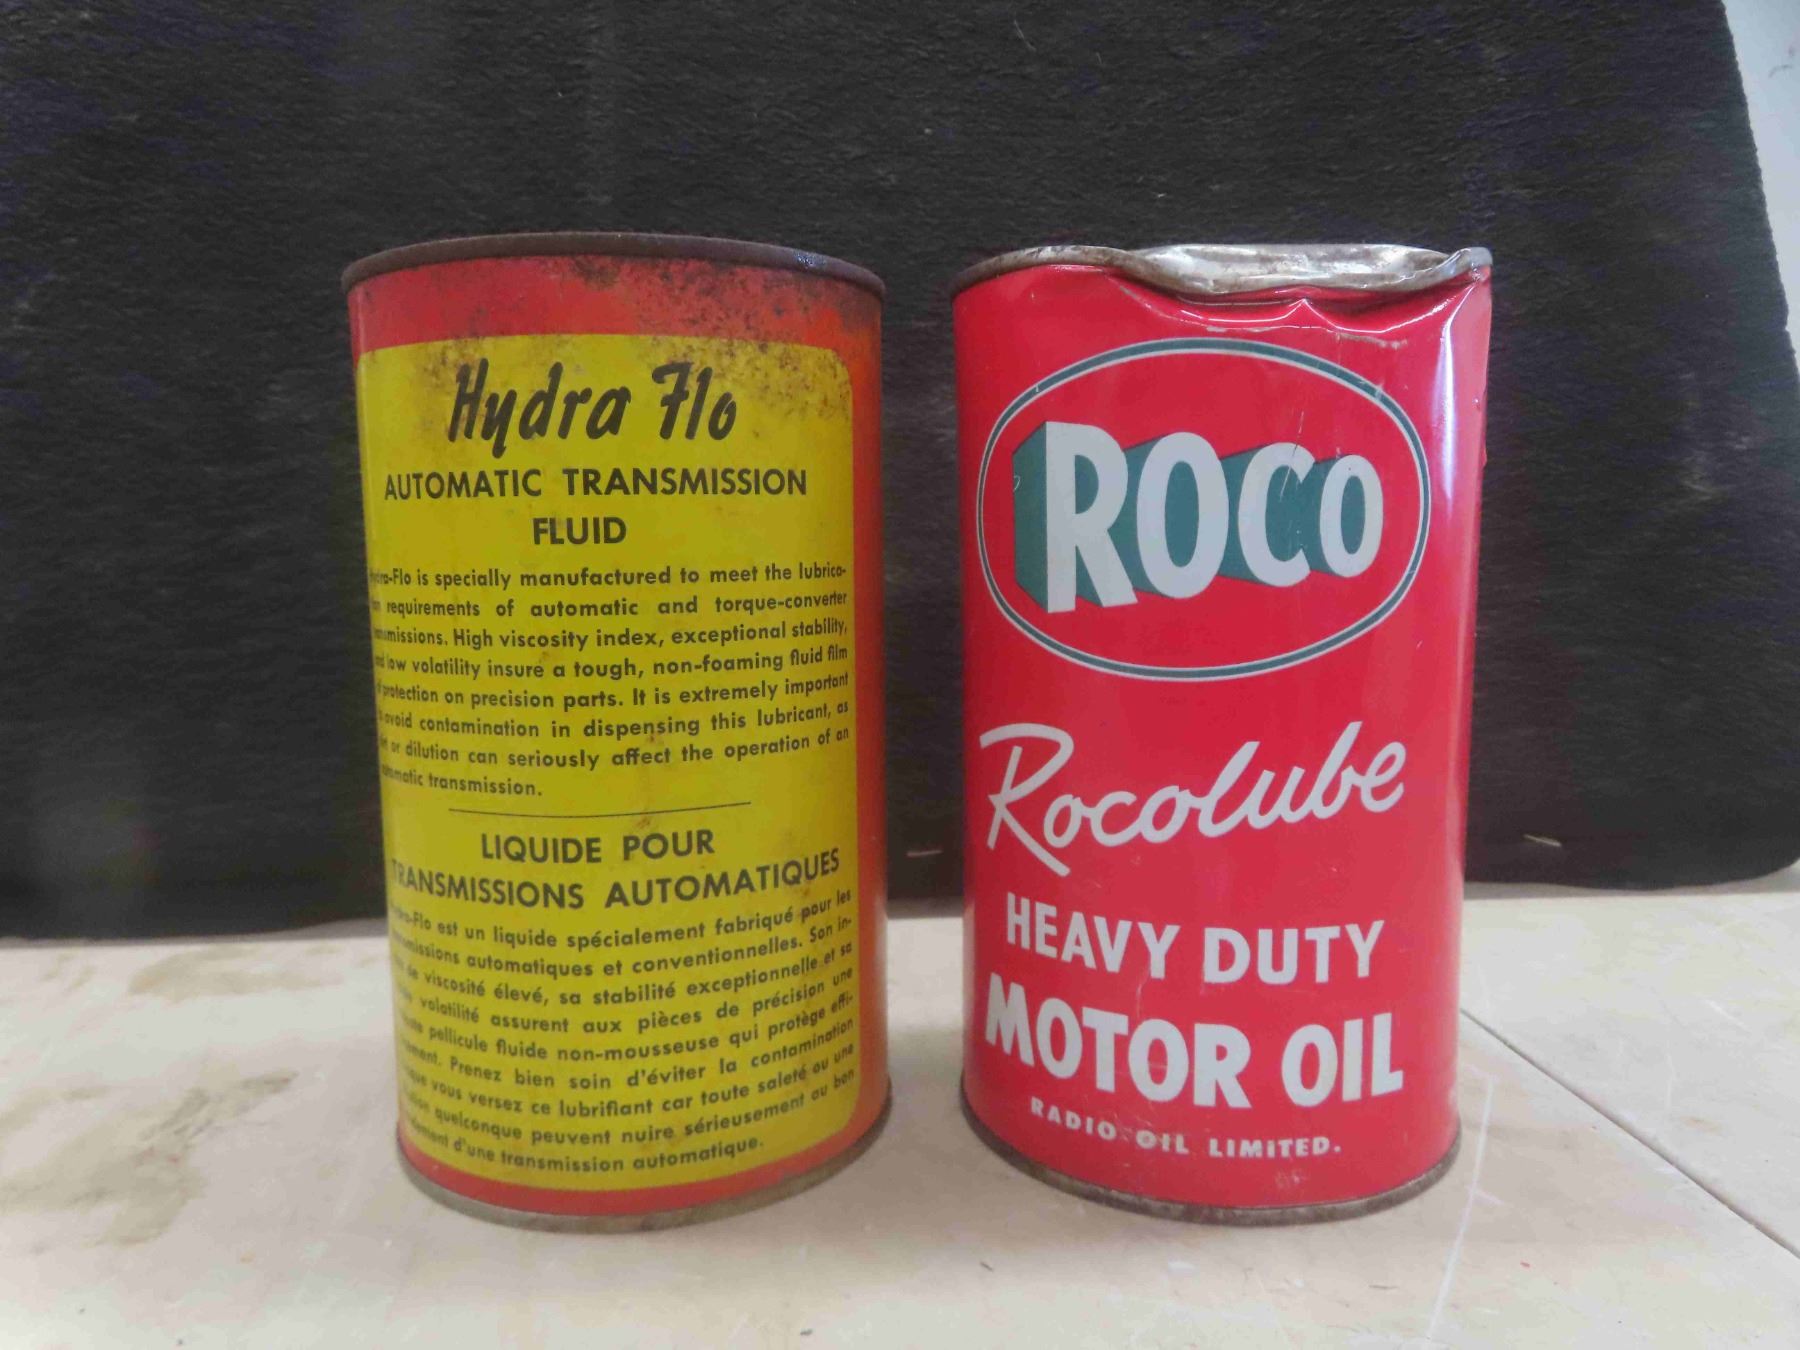 Hydra Flo
AUTOMATIC TRANSMISSION
FLUID
-Flo is specially manufactured to meet the lubrica-
requirements of automatic and torque-converter
High viscosity index, exceptional stability,
low volatility insure a tough, non-foaming fluid film
protection on precision parts. It is extremely important
avoid contamination in dispensing this lubricant, as
or dilution can seriously affect the operation of an
transmission.
LIQUIDE POUR
TRANSMISSIONS AUTOMATIQUES
-Flo est un liquide spécialement fabriqué pour les
automatiques et conventionnelles. Son in-
de viscosité élevé, sa stabilité exceptionnelle et sa
volatilité assurent aux pièces de précision une
pellicule fluide non-mousseuse qui protège effi-
Prenez bien soin d'éviter la contamination
vous versez ce lubrifiant car toute saleté ou une
quelconque peuvent nuire sérieusement au bon
d'une transmission automatique.
ROCO
Rocolube
HEAVY DUTY
MOTOR OIL
RADIO OIL LIMITED.